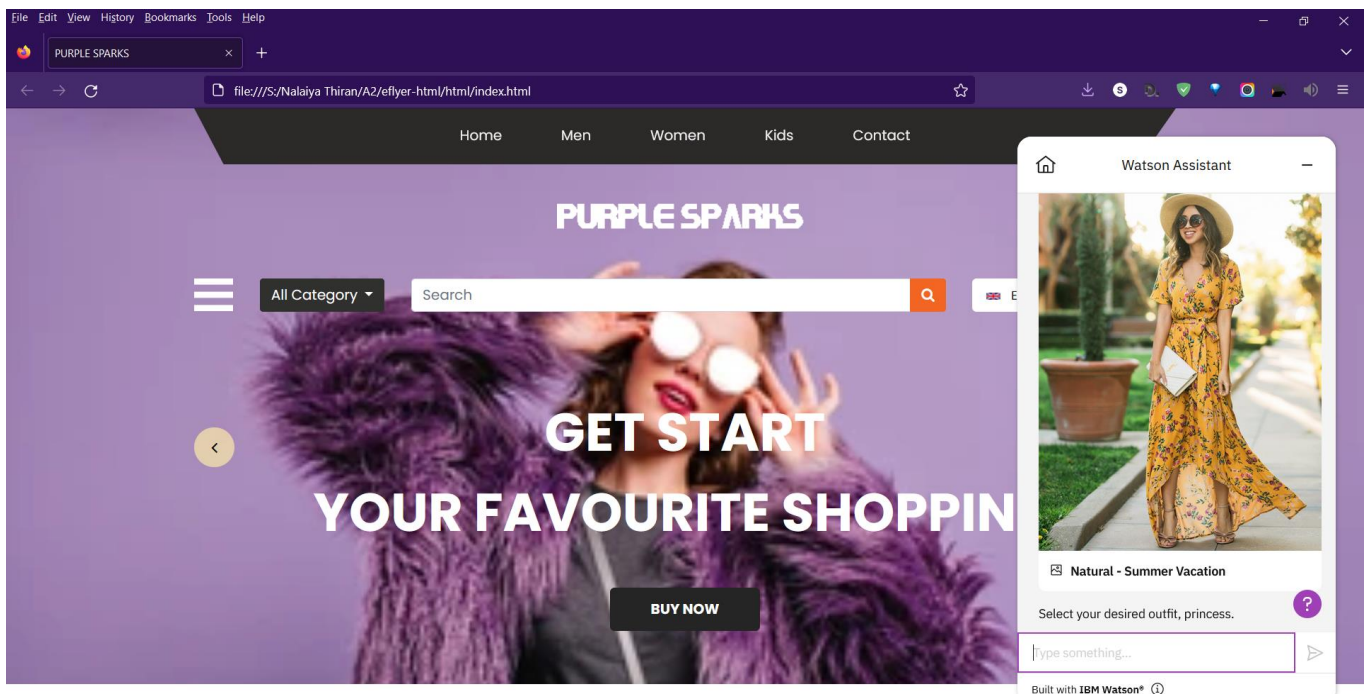 File Edit View History Bookmarks Tools Help
PURPLE SPARKS
file:///S:/Nalaiya Thiran/A2/eflyer-html/html/index.html
S
Home Men Women Kids Contact
PURPLE SPARKS
All Category Search E
GET START
YOUR FAVOURITE SHOPPIN
BUY NOW
Watson Assistant
Natural - Summer Vacation
Select your desired outfit, princess.
?
Type something...
Built with IBM Watson®